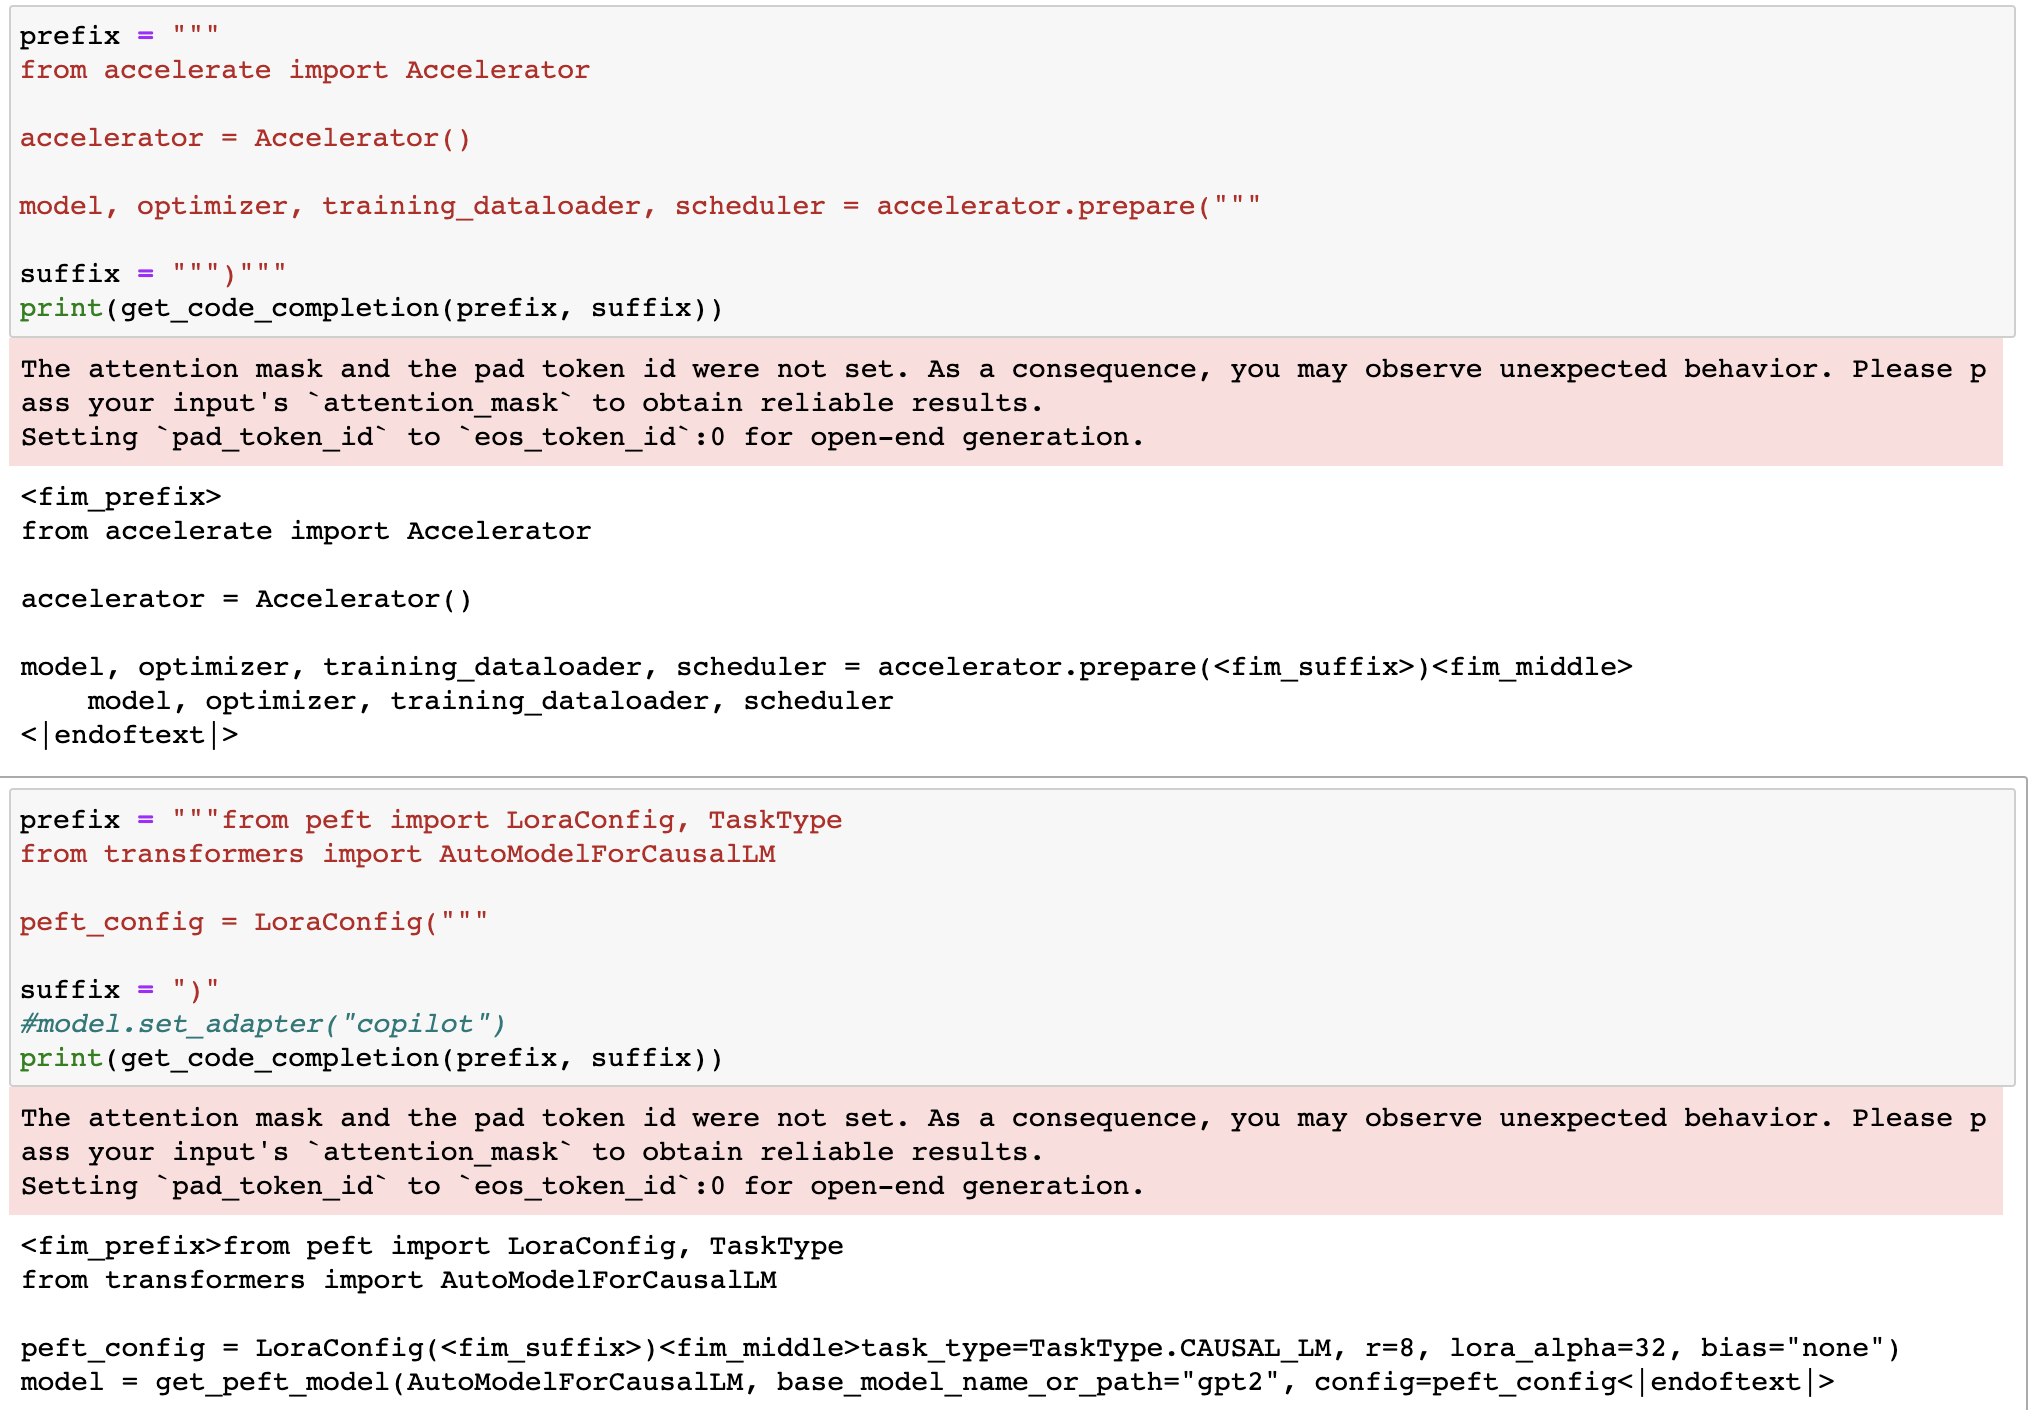 prefix = """
from accelerate import Accelerator
accelerator = Accelerator()
model, optimizer, training_dataloader, scheduler = accelerator.prepare("""
suffix = """)"""
print(get_code_completion(prefix, suffix))
The attention mask and the pad token id were not set. As a consequence, you may observe unexpected behavior. Please p
ass your input's `attention_mask` to obtain reliable results.
Setting `pad_token_id` to `eos_token_id`:0 for open-end generation.
<fim_prefix>
from accelerate import Accelerator
accelerator = Accelerator()
model, optimizer, training_dataloader, scheduler = accelerator.prepare(<fim_suffix>)<fim_middle>
    model, optimizer, training_dataloader, scheduler
<|endoftext|>
prefix = """from peft import LoraConfig, TaskType
from transformers import AutoModelForCausalLM
peft_config = LoraConfig("""
suffix = ")"
#model.set_adapter("copilot")
print(get_code_completion(prefix, suffix))
The attention mask and the pad token id were not set. As a consequence, you may observe unexpected behavior. Please p
ass your input's `attention_mask` to obtain reliable results.
Setting `pad_token_id` to `eos_token_id`:0 for open-end generation.
<fim_prefix>from peft import LoraConfig, TaskType
from transformers import AutoModelForCausalLM
peft_config = LoraConfig(<fim_suffix>)<fim_middle>task_type=TaskType.CAUSAL_LM, r=8, lora_alpha=32, bias="none")
model = get_peft_model(AutoModelForCausalLM, base_model_name_or_path="gpt2", config=peft_config<|endoftext|>